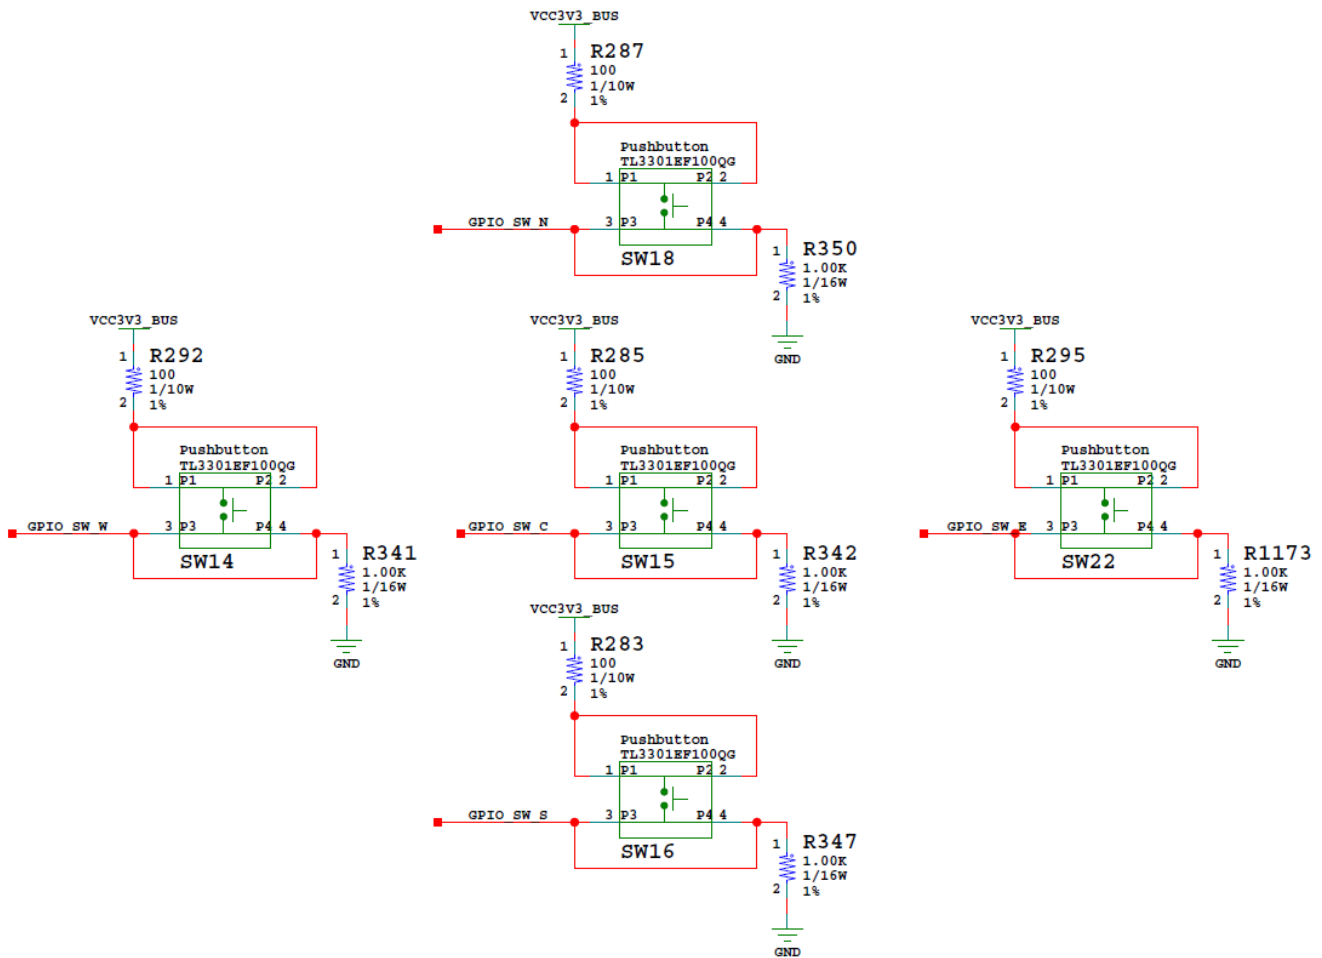 VCC3V3_BUS
1 R287
100
1/10W
2 1%
Pushbutton
TL3301EF100QG
1 P1 P2 2
GPIO_SW_N 3 P3 P4 4
SW18
1 R350
1.00K
1/16W
2 1%
GND
VCC3V3_BUS
1 R292
100
1/10W
2 1%
Pushbutton
TL3301EF100QG
1 P1 P2 2
GPIO_SW_W 3 P3 P4 4
SW14
1 R341
1.00K
1/16W
2 1%
GND
VCC3V3_BUS
1 R285
100
1/10W
2 1%
Pushbutton
TL3301EF100QG
1 P1 P2 2
GPIO_SW_C 3 P3 P4 4
SW15
1 R342
1.00K
1/16W
2 1%
GND
VCC3V3_BUS
1 R295
100
1/10W
2 1%
Pushbutton
TL3301EF100QG
1 P1 P2 2
GPIO_SW_E 3 P3 P4 4
SW22
1 R1173
1.00K
1/16W
2 1%
GND
VCC3V3_BUS
1 R283
100
1/10W
2 1%
Pushbutton
TL3301EF100QG
1 P1 P2 2
GPIO_SW_S 3 P3 P4 4
SW16
1 R347
1.00K
1/16W
2 1%
GND